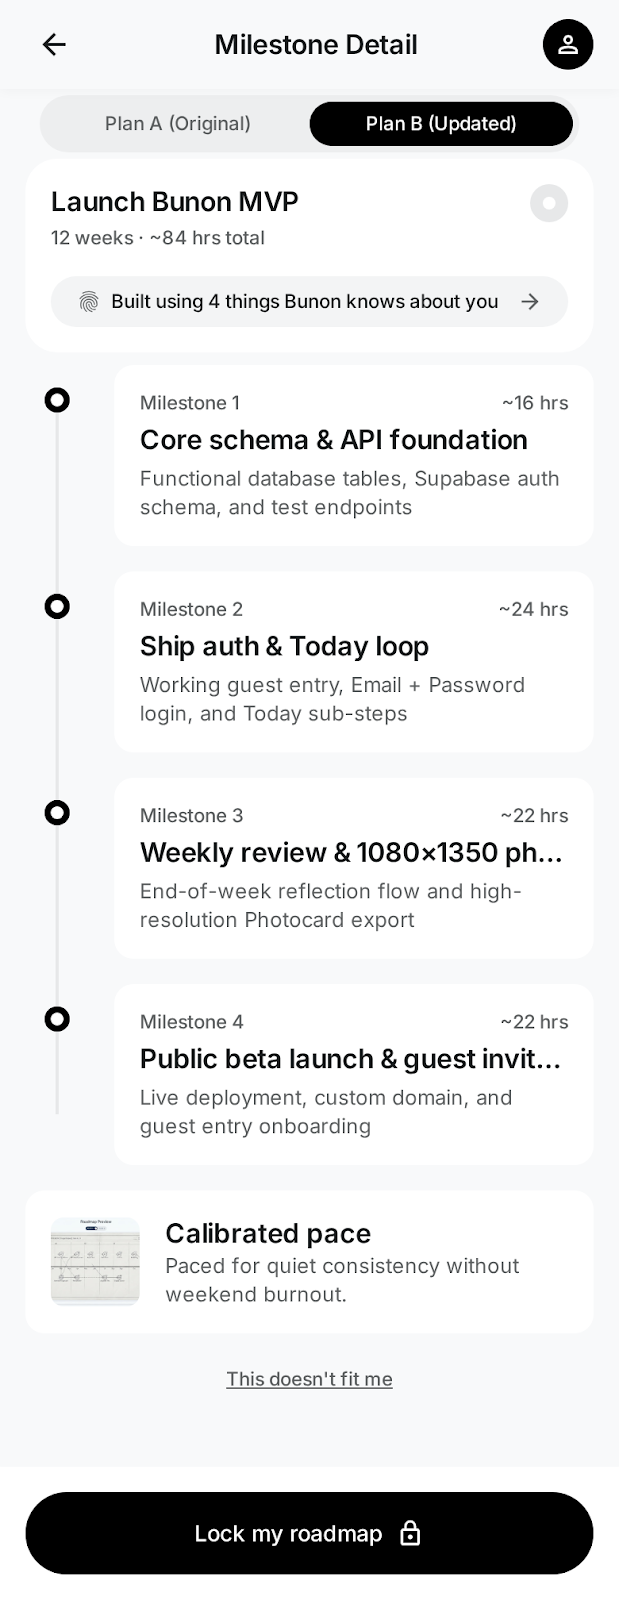 Milestone Detail
Plan A (Original)
Plan B (Updated)
Launch Bunon MVP
12 weeks · ~84 hrs total
Built using 4 things Bunon knows about you
Milestone 1
~16 hrs
Core schema & API foundation
Functional database tables, Supabase auth
schema, and test endpoints
Milestone 2
~24 hrs
Ship auth & Today loop
Working guest entry, Email + Password
login, and Today sub-steps
Milestone 3
~22 hrs
Weekly review & 1080×1350 ph...
End-of-week reflection flow and high-
resolution Photocard export
Milestone 4
~22 hrs
Public beta launch & guest invit...
Live deployment, custom domain, and
guest entry onboarding
Roadmap Preview
Calibrated pace
Paced for quiet consistency without
weekend burnout.
This doesn't fit me
Lock my roadmap